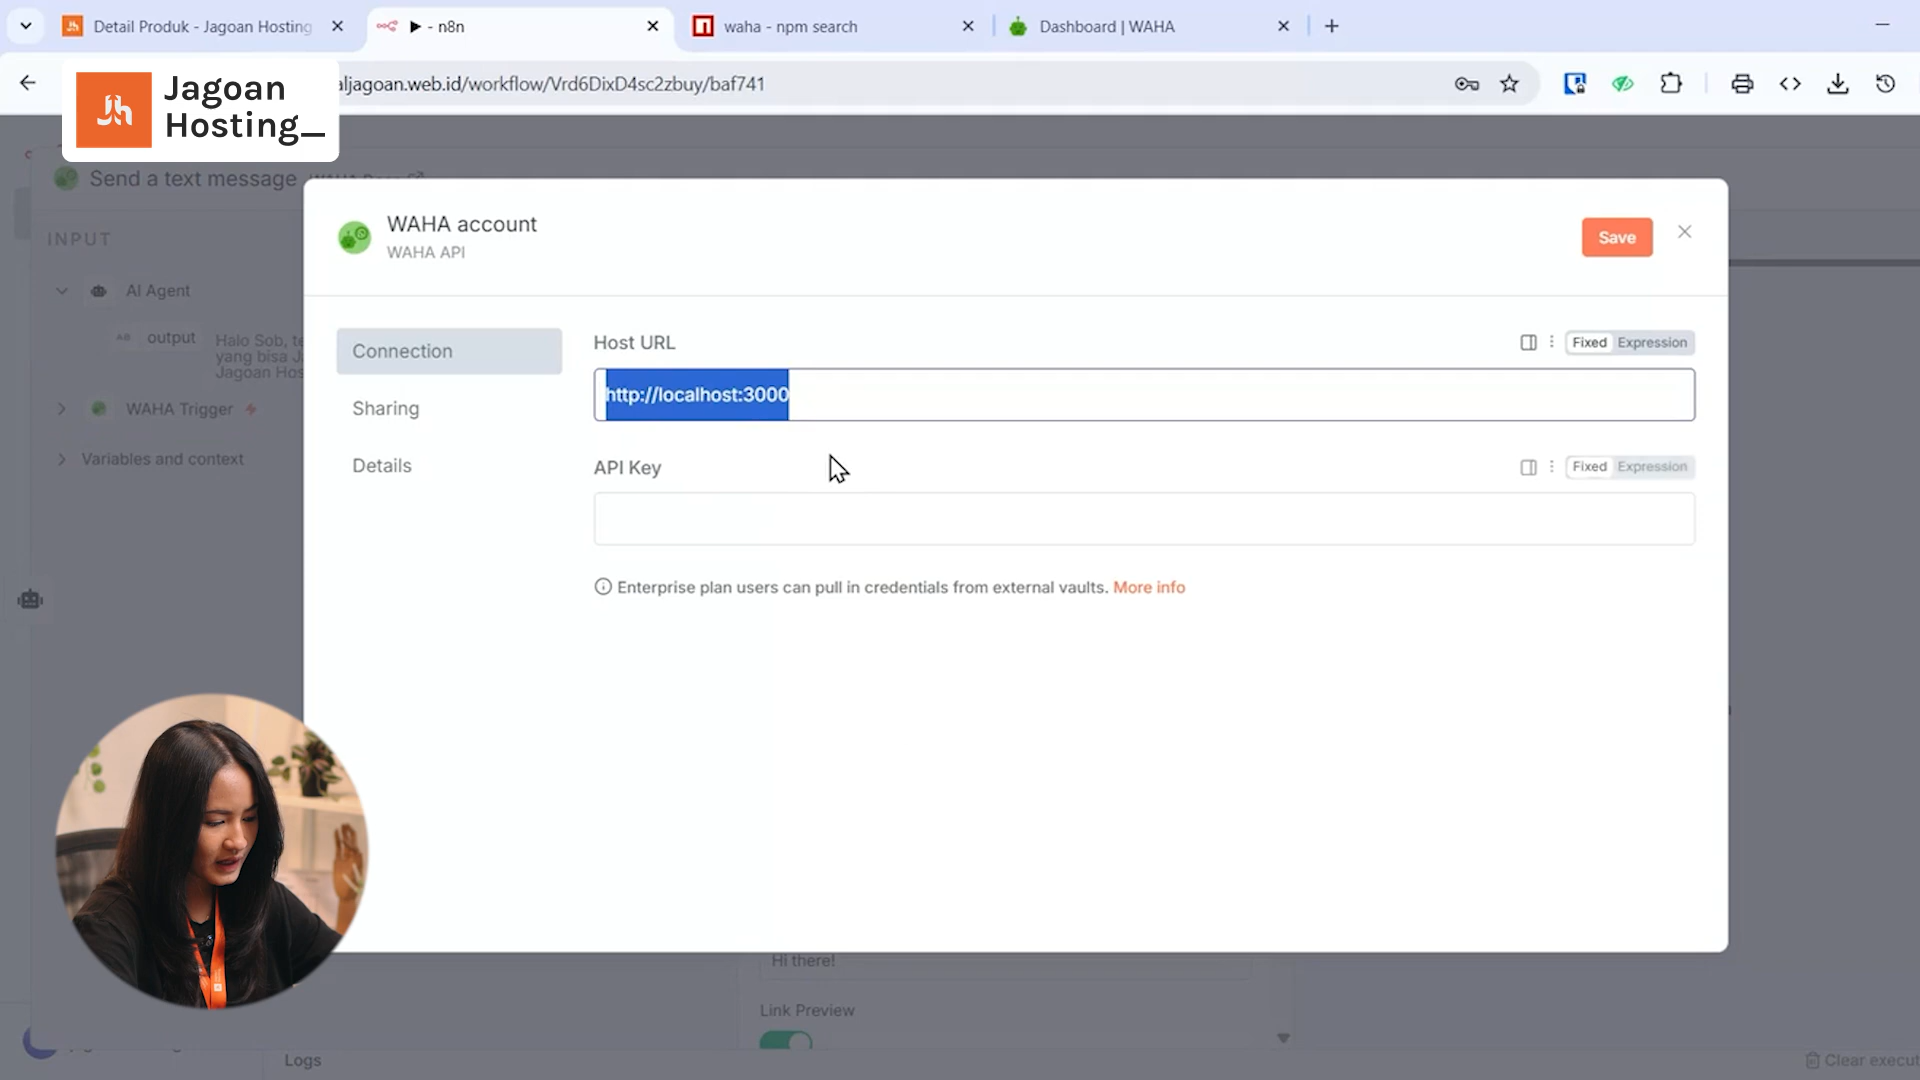 Detail Produk - Jagoan Hosting
- n8n
waha - npm search
Dashboard | WAHA
aljagoan.web.id/workflow/Vrd6DixD4sc2zbuy/baf741
Jagoan
Hosting_
Send a text message
INPUT
AI Agent
output
Halo Sob, te
yang bisa J
Jagoan Hos
WAHA Trigger
Variables and context
WAHA account
WAHA API
Save
Connection
Sharing
Details
Host URL
Fixed Expression
http://localhost:3000
API Key
Fixed Expression
Enterprise plan users can pull in credentials from external vaults. More info
Hi there!
Link Preview
Logs
Clear execut